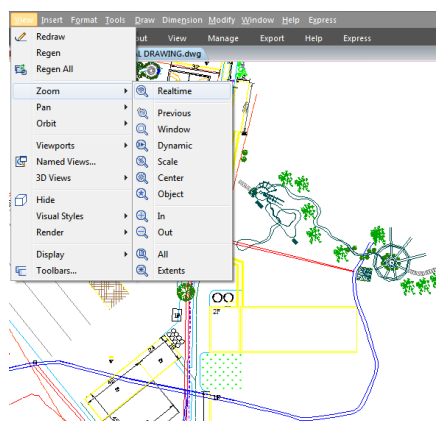 View Insert Format Tools Draw Dimension Modify Window Help Express
out View Manage Export Help Express
L DRAWING.dwg
Redraw
Regen
Regen All
Zoom
Pan
Orbit
Viewports
Named Views...
3D Views
Hide
Visual Styles
Render
Display
Toolbars...
Realtime
Previous
Window
Dynamic
Scale
Center
Object
In
Out
All
Extents
2F
1F